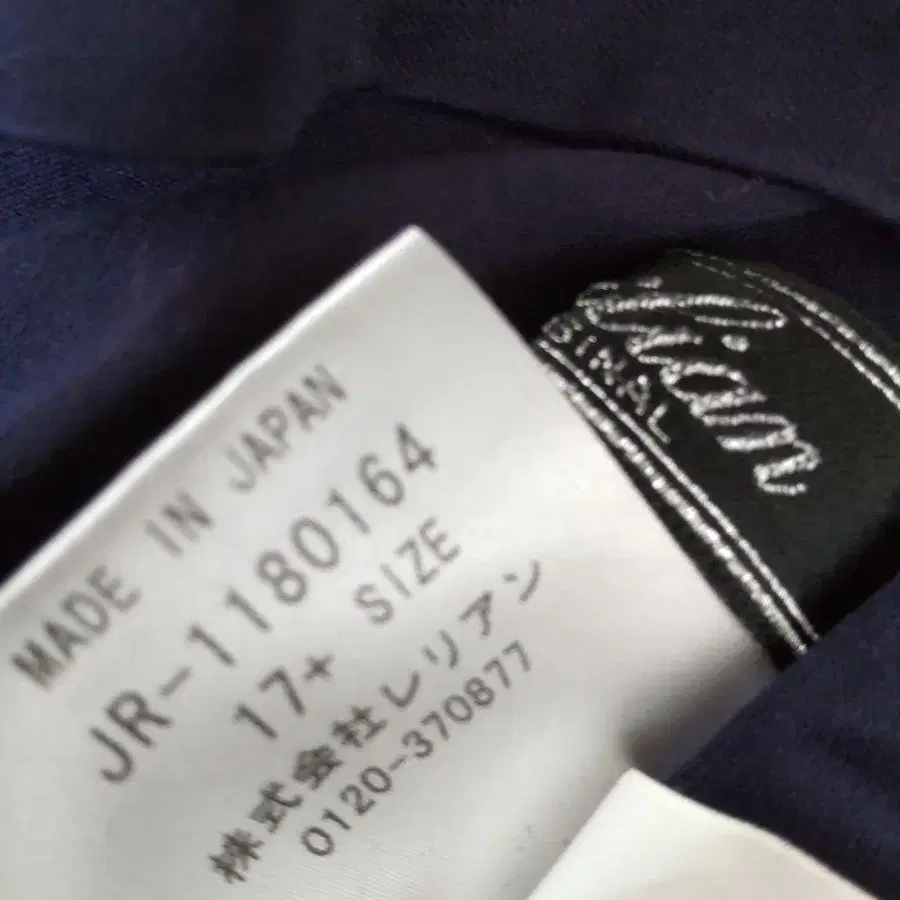 MADE IN JAPAN
JR-1180164
17+ SIZE
株式会社レリアン
0120-370877